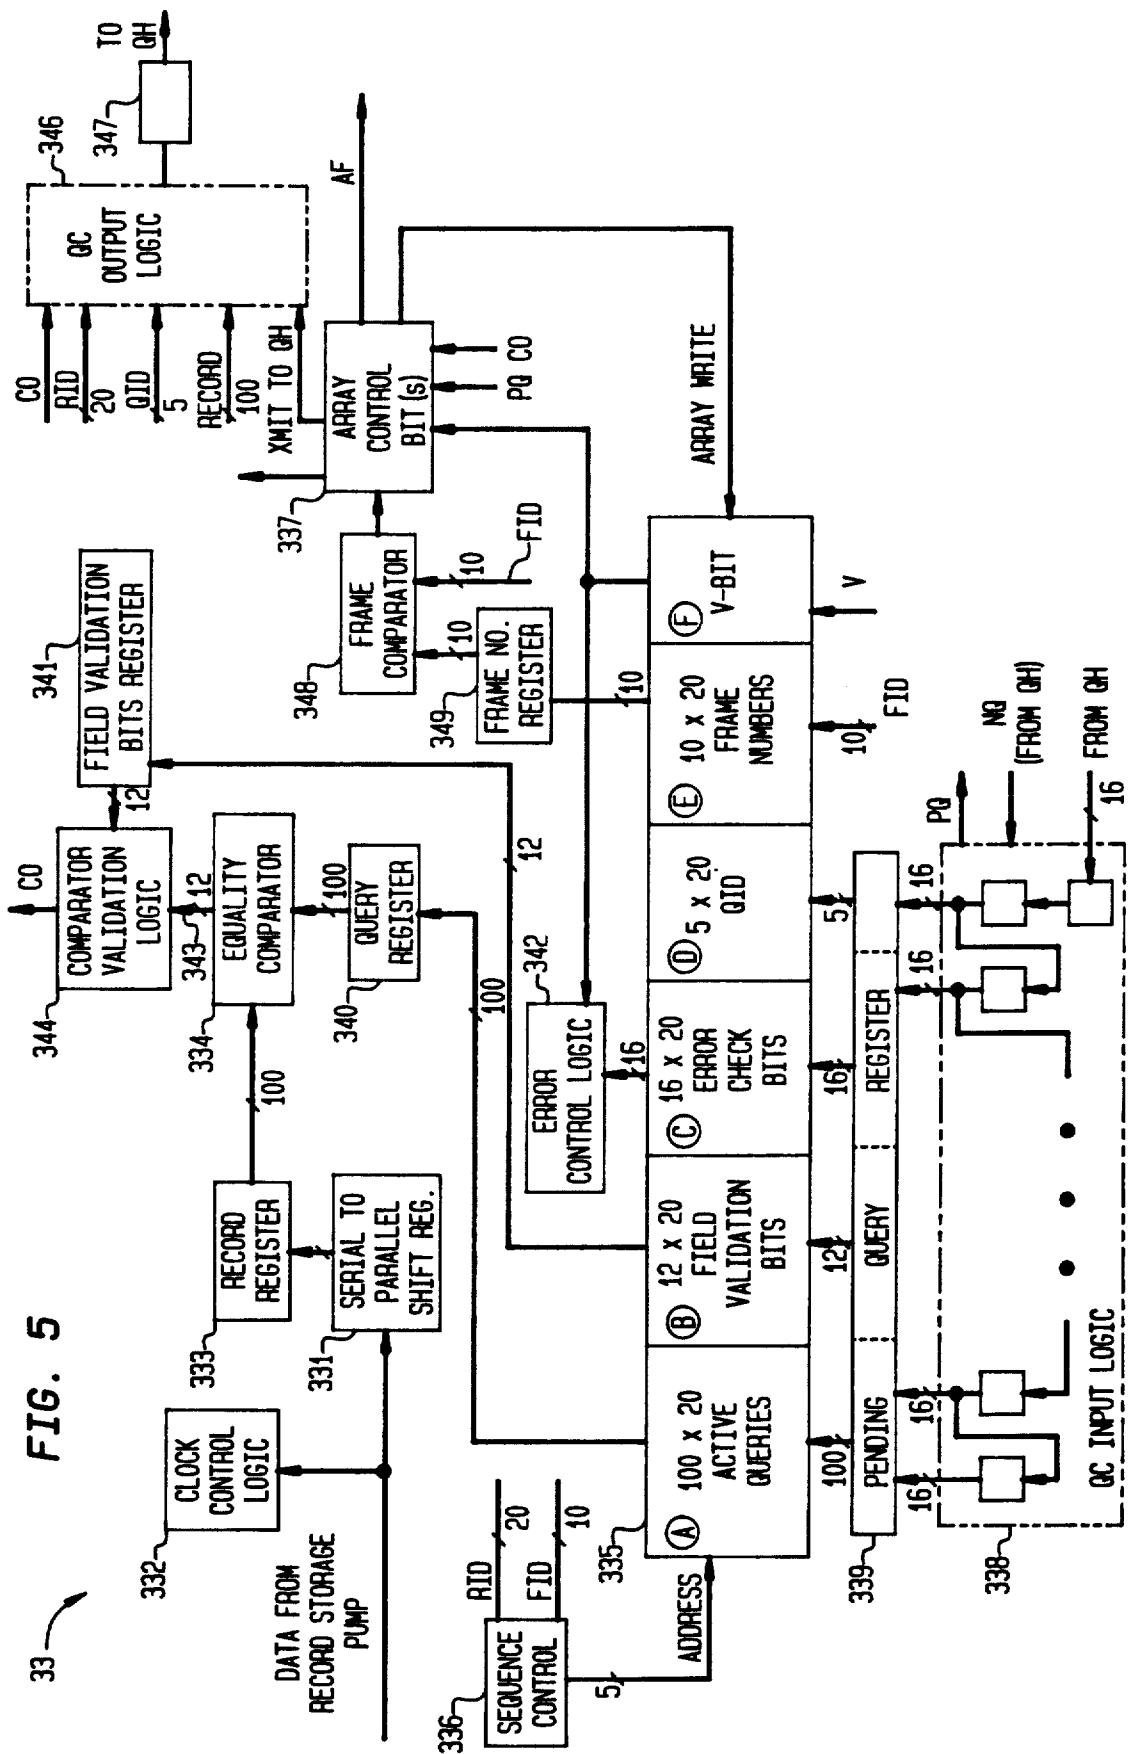 FIG. 5
33
332
CLOCK
CONTROL
LOGIC
DATA FROM
RECORD STORAGE
PUMP
333
RECORD
REGISTER
331
SERIAL TO
PARALLEL
SHIFT REG.
100
344
COMPARATOR
VALIDATION
LOGIC
CO
341
FIELD VALIDATION
BITS REGISTER
12
343
12
334
EQUALITY
COMPARATOR
100
340
QUERY
REGISTER
100
12
342
ERROR
CONTROL LOGIC
16
348
FRAME
COMPARATOR
10
10
FID
349
FRAME NO.
REGISTER
10
337
ARRAY
CONTROL
BIT(s)
PQ
CO
AF
XMIT TO QH
CO
RID
20
QID
5
RECORD
100
QC
OUTPUT
LOGIC
346
347
TO
QH
ARRAY WRITE
336
SEQUENCE
CONTROL
RID
20
FID
10
5
ADDRESS
335
A
100 x 20
ACTIVE
QUERIES
B
12 x 20
FIELD
VALIDATION
BITS
C
16 x 20
ERROR
CHECK
BITS
D
5 x 20
QID
E
10 x 20
FRAME
NUMBERS
F
V-BIT
100
12
16
5
10
FID
V
339
PENDING
QUERY
REGISTER
16
16
16
16
338
QC INPUT LOGIC
PQ
NQ
(FROM QH)
FROM QH
16